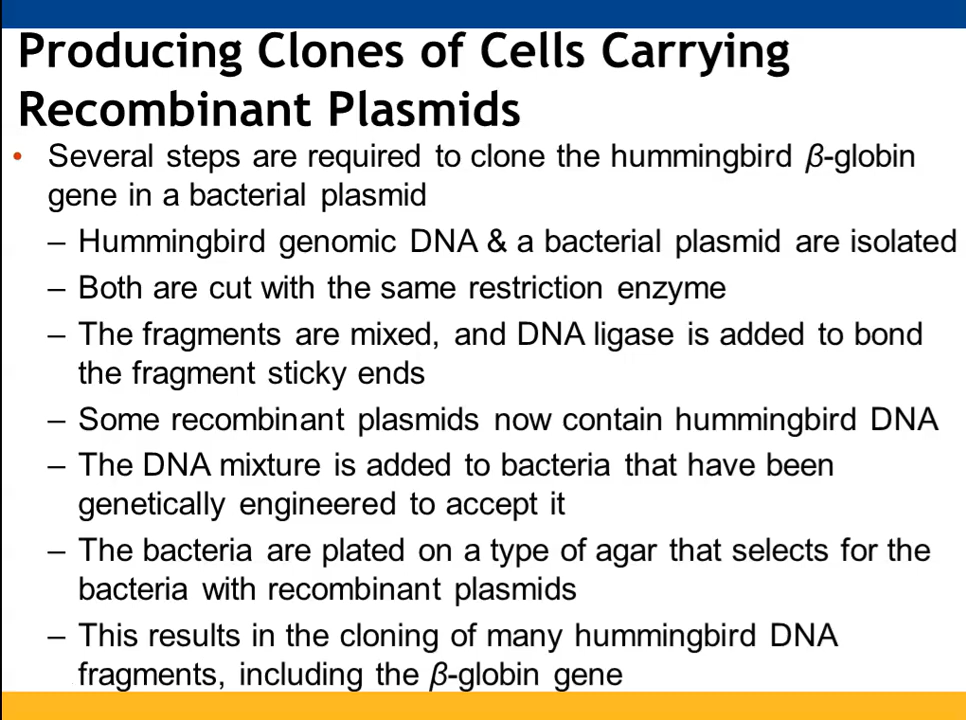 Producing Clones of Cells Carrying
Recombinant Plasmids
• Several steps are required to clone the hummingbird β-globin
gene in a bacterial plasmid
– Hummingbird genomic DNA & a bacterial plasmid are isolated
– Both are cut with the same restriction enzyme
– The fragments are mixed, and DNA ligase is added to bond
the fragment sticky ends
– Some recombinant plasmids now contain hummingbird DNA
– The DNA mixture is added to bacteria that have been
genetically engineered to accept it
– The bacteria are plated on a type of agar that selects for the
bacteria with recombinant plasmids
– This results in the cloning of many hummingbird DNA
fragments, including the β-globin gene